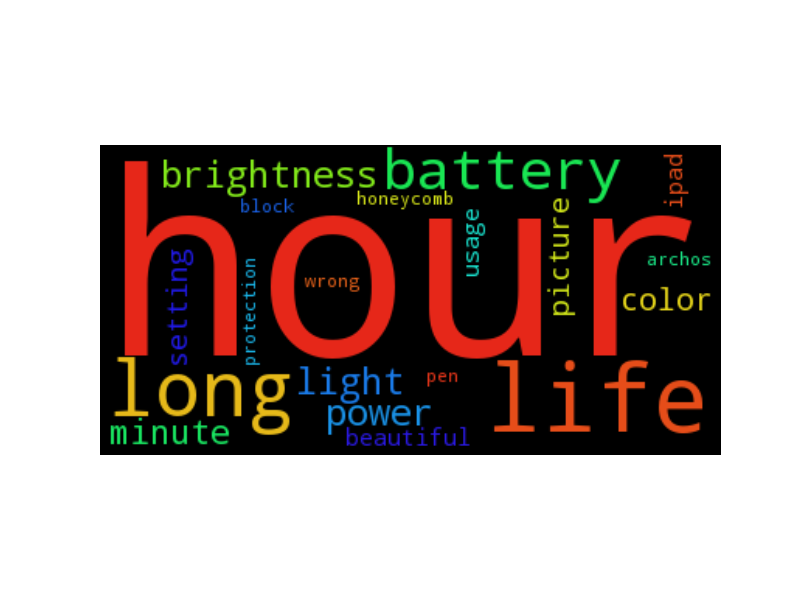 brightness
battery
ipad
block
honeycomb
hour
setting
protection
wrong
usage
picture
archos
color
long
light
pen
life
power
minute
beautiful